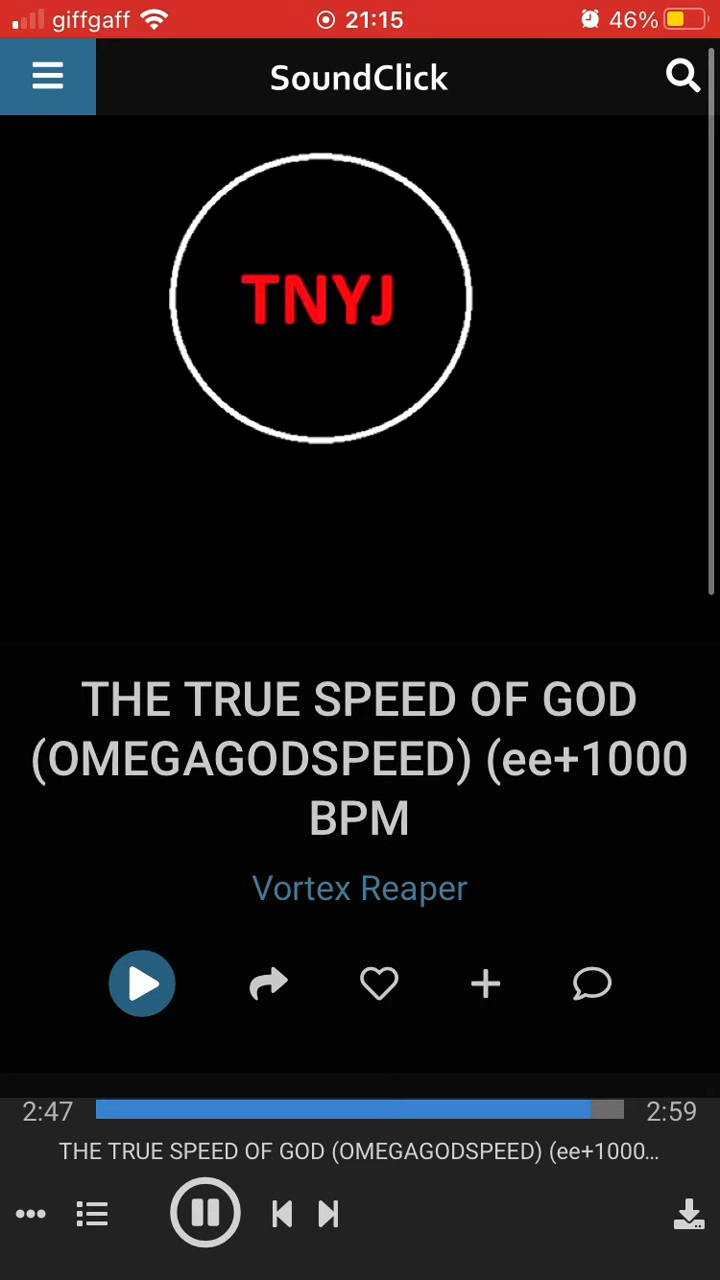 giffgaff 21:15 46%
SoundClick
TNYJ
THE TRUE SPEED OF GOD
(OMEGAGODSPEED) (ee+1000
BPM
Vortex Reaper
2:47 2:59
THE TRUE SPEED OF GOD (OMEGAGODSPEED) (ee+1000...